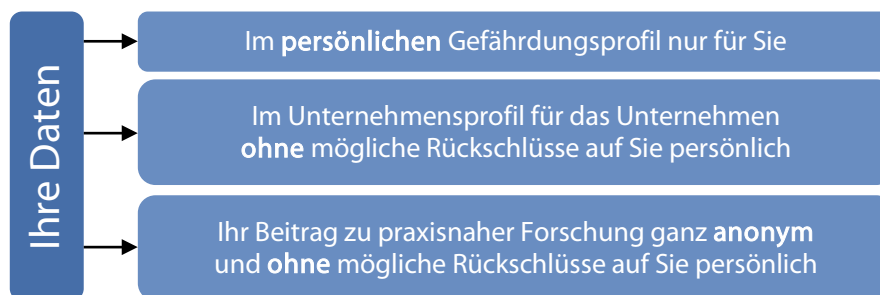 Ihre Daten
Im persönlichen Gefährdungsprofil nur für Sie
Im Unternehmensprofil für das Unternehmen
ohne mögliche Rückschlüsse auf Sie persönlich
Ihr Beitrag zu praxisnaher Forschung ganz anonym
und ohne mögliche Rückschlüsse auf Sie persönlich